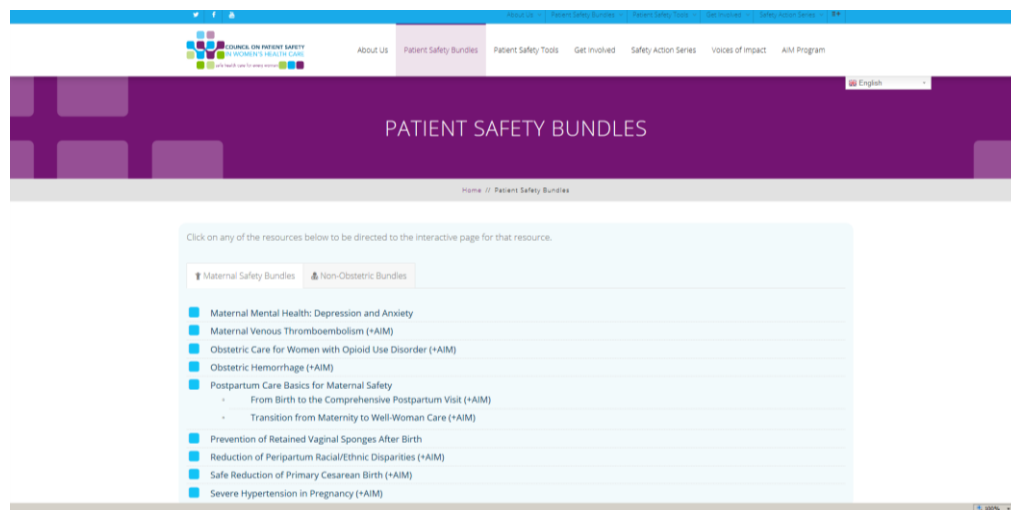 About Us Patient Safety Bundles Patient Safety Tools Get Involved Safety Action Series
COUNCIL ON PATIENT SAFETY
IN WOMEN'S HEALTH CARE
safe health care for every woman
About Us Patient Safety Bundles Patient Safety Tools Get Involved Safety Action Series Voices of Impact AIM Program
English
PATIENT SAFETY BUNDLES
Home // Patient Safety Bundles
Click on any of the resources below to be directed to the interactive page for that resource.
Maternal Safety Bundles Non-Obstetric Bundles
Maternal Mental Health: Depression and Anxiety
Maternal Venous Thromboembolism (+AIM)
Obstetric Care for Women with Opioid Use Disorder (+AIM)
Obstetric Hemorrhage (+AIM)
Postpartum Care Basics for Maternal Safety
- From Birth to the Comprehensive Postpartum Visit (+AIM)
- Transition from Maternity to Well-Woman Care (+AIM)
Prevention of Retained Vaginal Sponges After Birth
Reduction of Peripartum Racial/Ethnic Disparities (+AIM)
Safe Reduction of Primary Cesarean Birth (+AIM)
Severe Hypertension in Pregnancy (+AIM)
100%